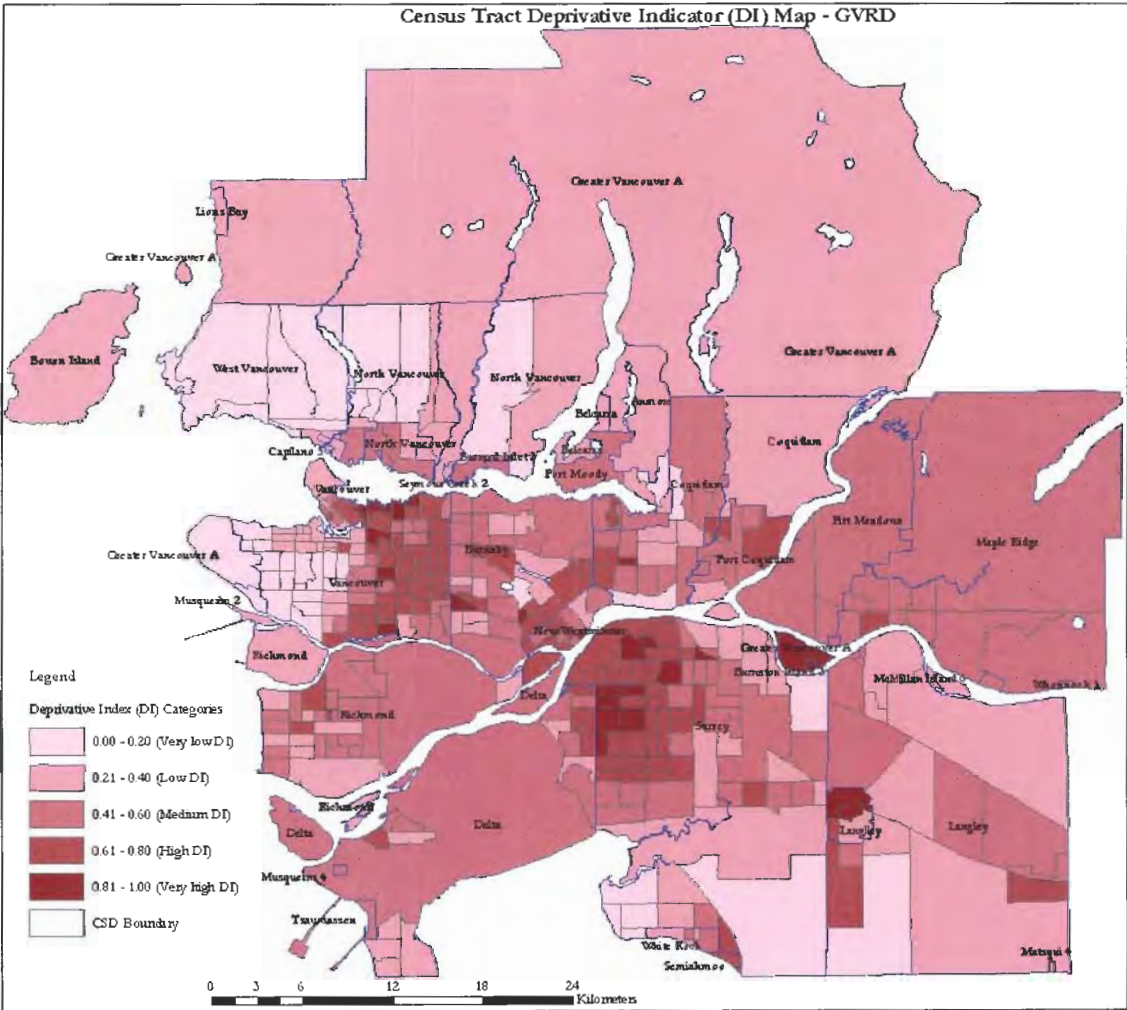 Census Tract Deprivative Indicator (DI) Map - GVRD
Greater Vancouver A
Lions Bay
Greater Vancouver A
Bowen Island
Greater Vancouver A
West Vancouver
North Vancouver
North Vancouver
Anmore
Belcarra
Coquitlam
North Vancouver
Capilano 5
Belcarra
Burrard Inlet 3
Port Moody
Seymour Creek 2
Vancouver
Coquitlam
Pitt Meadows
Maple Ridge
Greater Vancouver A
Burnaby
Port Coquitlam
Vancouver
Musqueam 2
New Westminster
Greater Vancouver A
Richmond
Barnston Island 3
McMillan Island 6
Whonnock 1
Legend
Delta
Deprivative Index (DI) Categories
Richmond
Surrey
0.00 - 0.20 (Very low DI)
0.21 - 0.40 (Low DI)
0.41 - 0.60 (Medium DI)
0.61 - 0.80 (High DI)
0.81 - 1.00 (Very high DI)
CSD Boundary
Richmond
Delta
Delta
Langley
Langley
Musqueam 4
Tsawwassen
White Rock
Semiahmoo
Matsqui 4
0 3 6 12 18 24
Kilometers